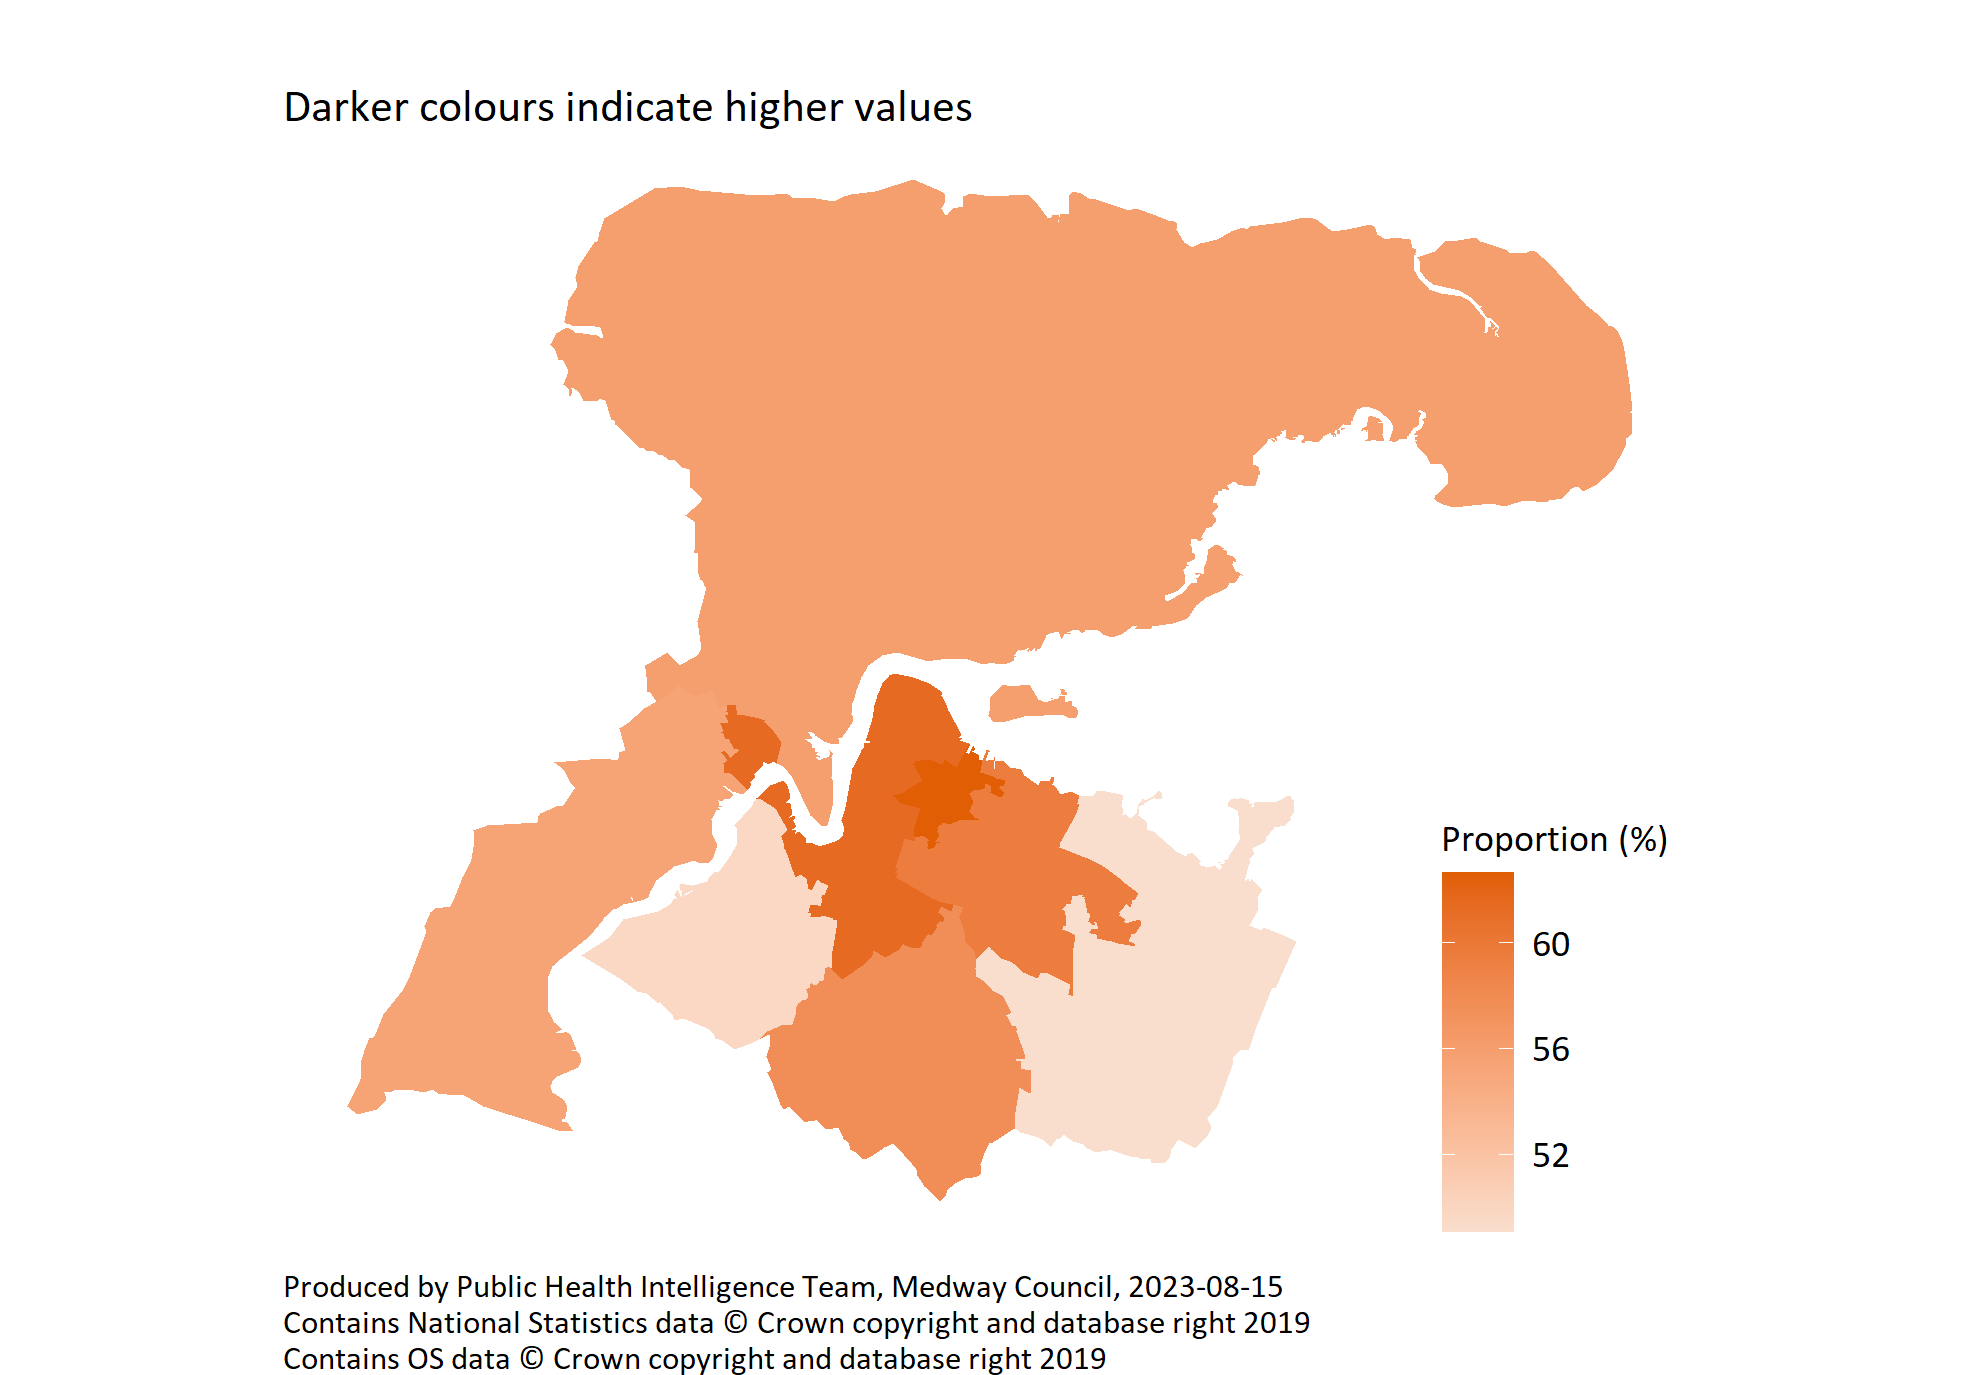 Darker colours indicate higher values
Proportion (%)
60
56
52
Produced by Public Health Intelligence Team, Medway Council, 2023-08-15
Contains National Statistics data © Crown copyright and database right 2019
Contains OS data © Crown copyright and database right 2019